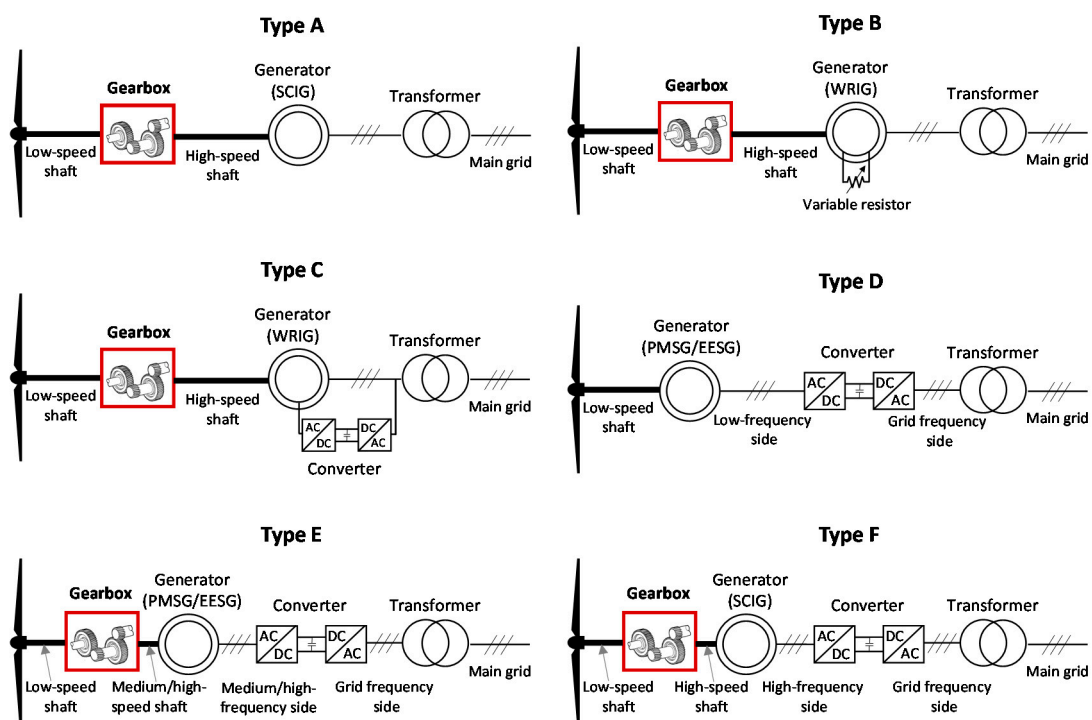 Type A
Generator
(SCIG)
Gearbox
Transformer
Low-speed
shaft
High-speed
shaft
Main grid
Type B
Generator
(WRIG)
Gearbox
Transformer
Low-speed
shaft
High-speed
shaft
Main grid
Variable resistor
Type C
Generator
(WRIG)
Gearbox
Transformer
Low-speed
shaft
High-speed
shaft
Main grid
AC
DC
DC
AC
Converter
Type D
Generator
(PMSG/EESG)
Converter
Transformer
AC
DC
DC
AC
Low-speed
shaft
Low-frequency
side
Grid frequency
side
Main grid
Type E
Generator
(PMSG/EESG)
Gearbox
Converter
Transformer
AC
DC
DC
AC
Main grid
Low-speed
shaft
Medium/high-
speed shaft
Medium/high-
frequency side
Grid frequency
side
Type F
Generator
(SCIG)
Gearbox
Converter
Transformer
AC
DC
DC
AC
Main grid
Low-speed
shaft
High-speed
shaft
High-frequency
side
Grid frequency
side